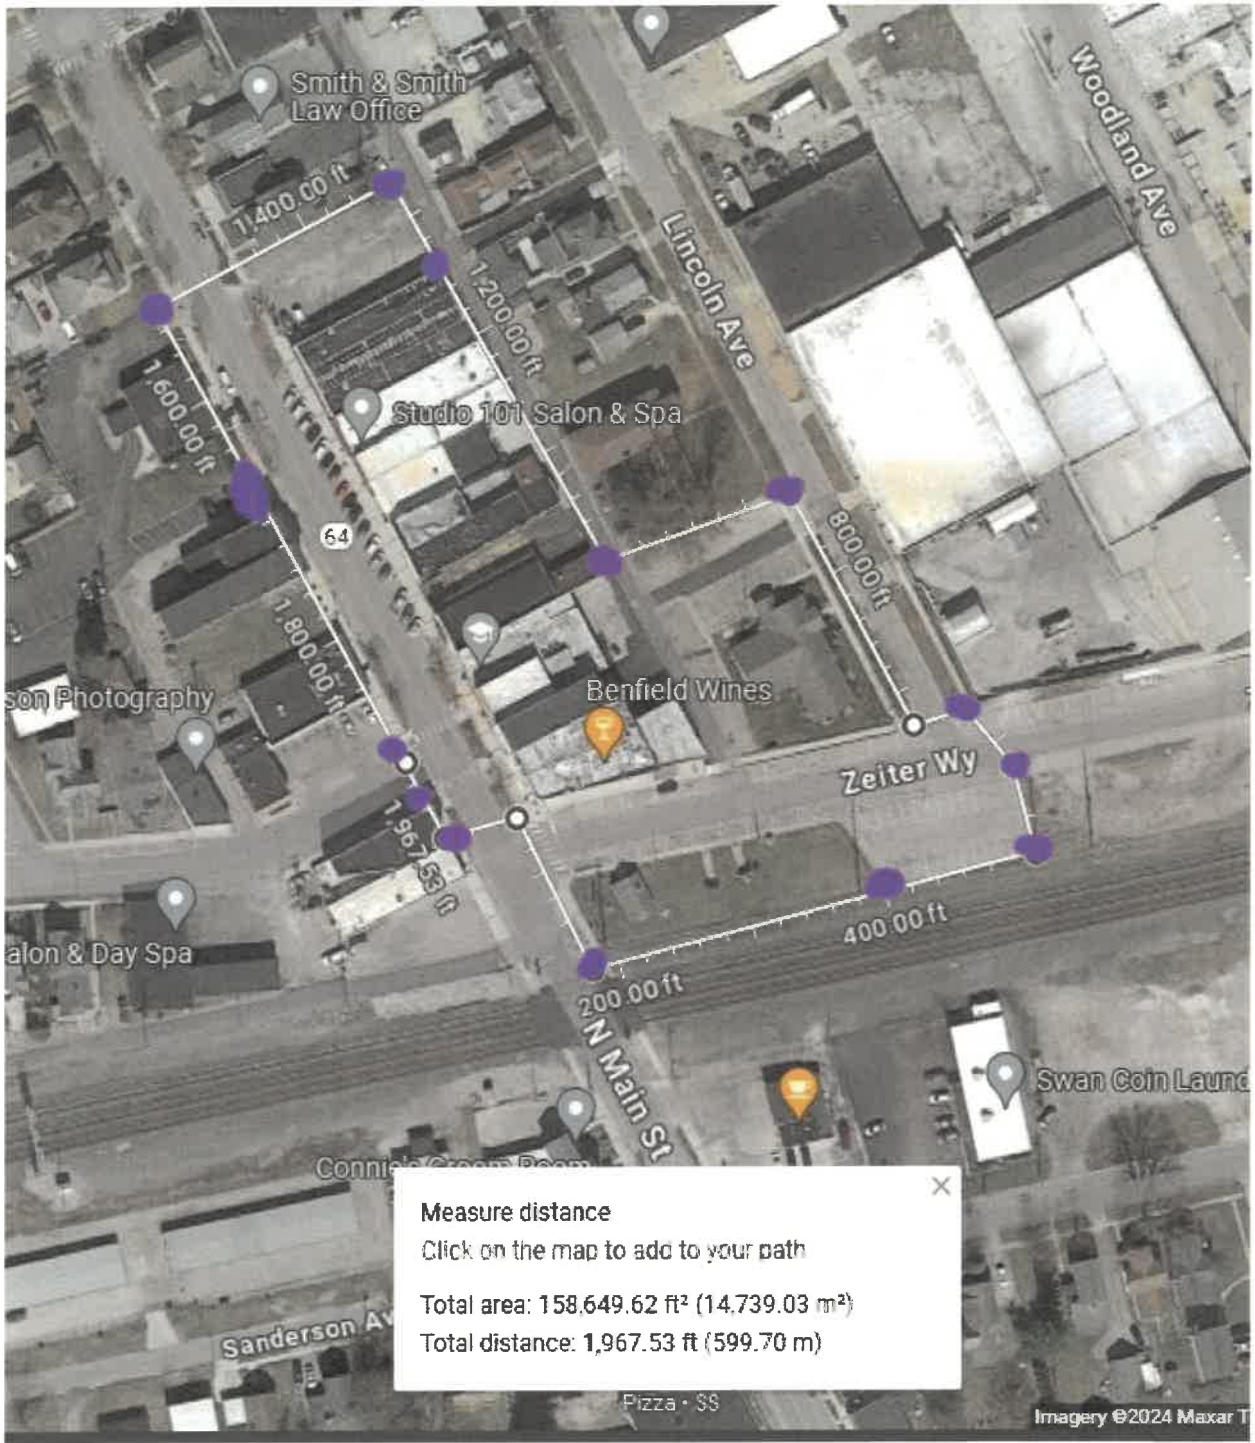 Smith & Smith
Law Office
Woodland Ave
1,400.00 ft
Lincoln Ave
1,200.00 ft
1,600.00 ft
Studio 101 Salon & Spa
64
800.00 ft
1,800.00 ft
son Photography
Benfield Wines
Zeiter Wy
1,967.53 ft
alon & Day Spa
400.00 ft
200.00 ft
N Main St
Swan Coin Laund
Connie's Groom Room
Measure distance
Click on the map to add to your path
Total area: 158,649.62 ft² (14,739.03 m²)
Total distance: 1,967.53 ft (599.70 m)
Sanderson Av
Pizza · $$
Imagery ©2024 Maxar T